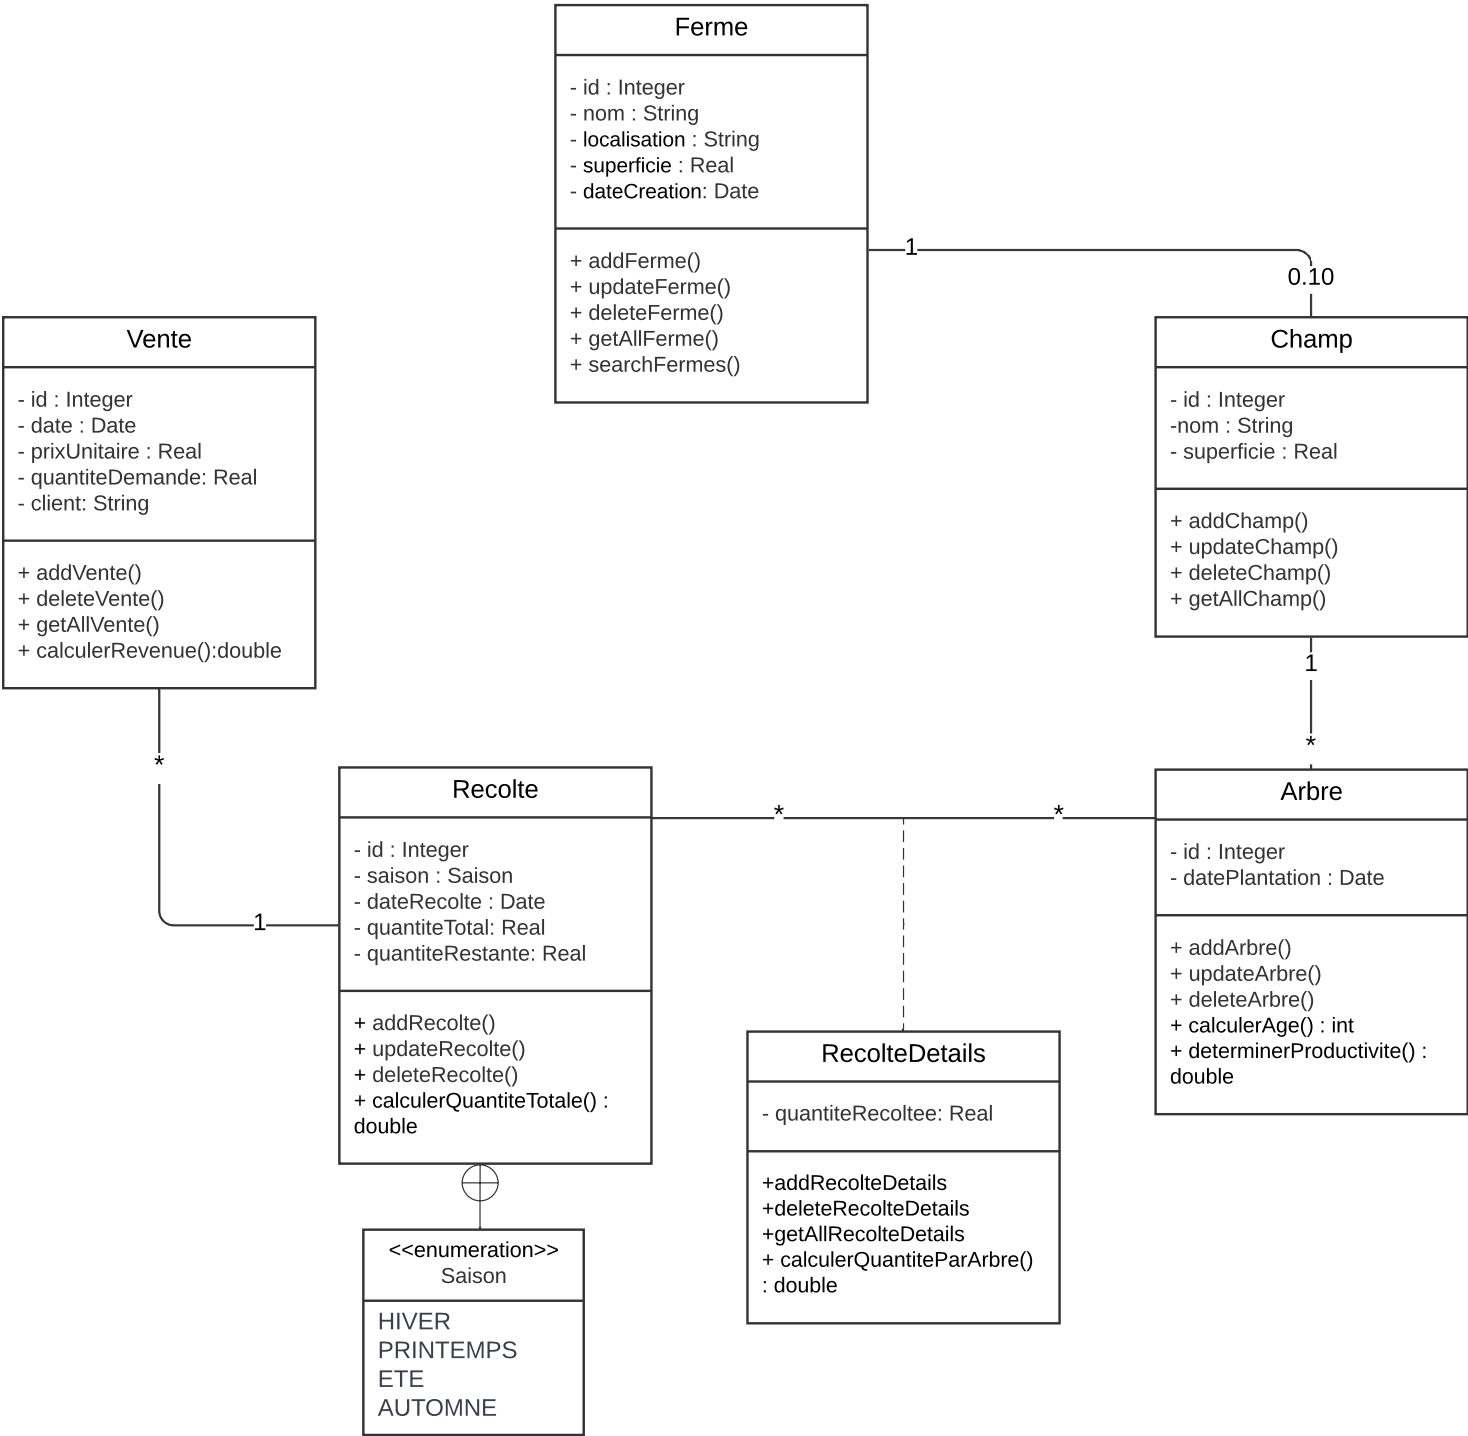 Ferme
- id : Integer
- nom : String
- localisation : String
- superficie : Real
- dateCreation: Date
+ addFerme()
+ updateFerme()
+ deleteFerme()
+ getAllFerme()
+ searchFermes()
1
0.10
Vente
- id : Integer
- date : Date
- prixUnitaire : Real
- quantiteDemande: Real
- client: String
+ addVente()
+ deleteVente()
+ getAllVente()
+ calculerRevenue():double
*
1
Champ
- id : Integer
-nom : String
- superficie : Real
+ addChamp()
+ updateChamp()
+ deleteChamp()
+ getAllChamp()
1
*
Recolte
- id : Integer
- saison : Saison
- dateRecolte : Date
- quantiteTotal: Real
- quantiteRestante: Real
+ addRecolte()
+ updateRecolte()
+ deleteRecolte()
+ calculerQuantiteTotale() :
double
*
*
Arbre
- id : Integer
- datePlantation : Date
+ addArbre()
+ updateArbre()
+ deleteArbre()
+ calculerAge() : int
+ determinerProductivite() :
double
RecolteDetails
- quantiteRecoltee: Real
+addRecolteDetails
+deleteRecolteDetails
+getAllRecolteDetails
+ calculerQuantiteParArbre()
: double
<<enumeration>>
Saison
HIVER
PRINTEMPS
ETE
AUTOMNE